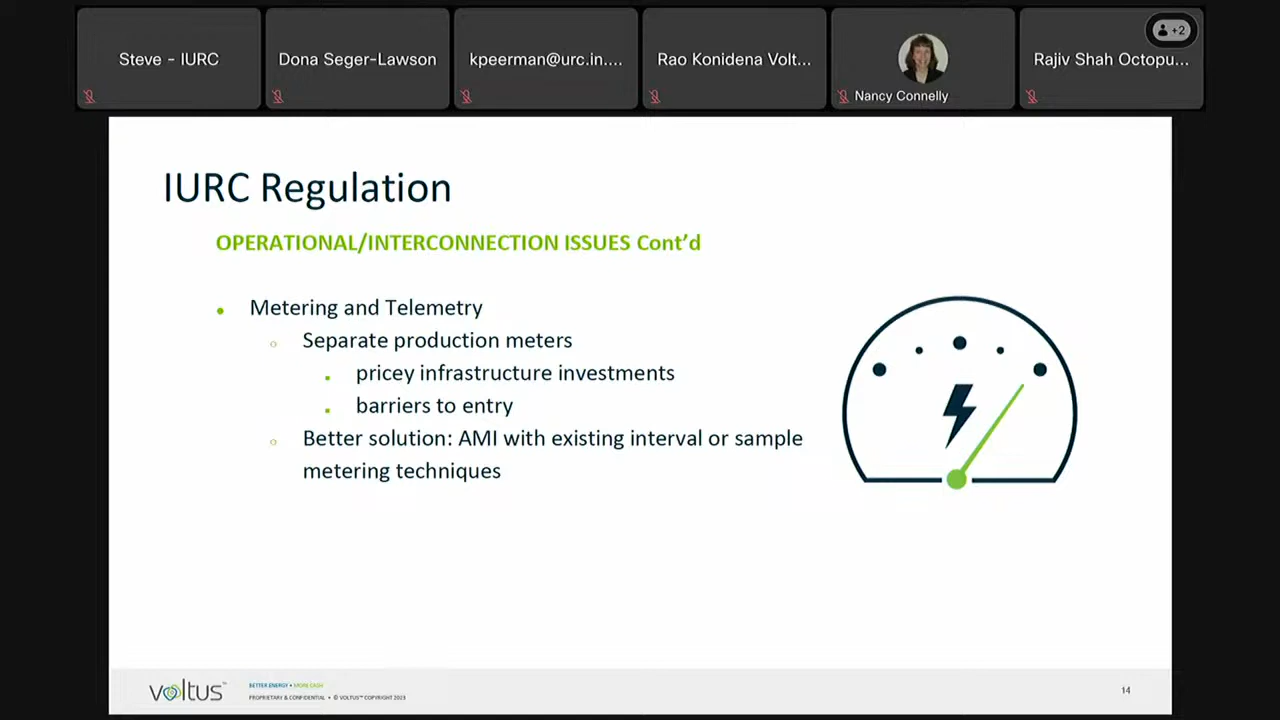 Steve - IURC
Dona Seger-Lawson
kpeerman@urc.in....
Rao Konidena Volt...
Nancy Connelly
+2
Rajiv Shah Octopu...
IURC Regulation
OPERATIONAL/INTERCONNECTION ISSUES Cont'd
Metering and Telemetry
Separate production meters
pricey infrastructure investments
barriers to entry
Better solution: AMI with existing interval or sample
metering techniques
voltus™
BETTER ENERGY • MORE CASH
PROPRIETARY & CONFIDENTIAL • © VOLTUS™ COPYRIGHT 2023
14